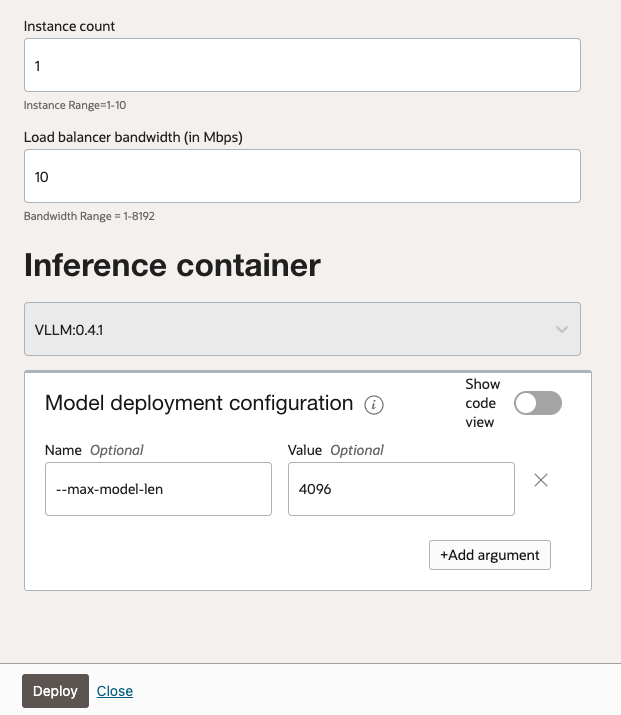 Instance count
1
Instance Range=1-10
Load balancer bandwidth (in Mbps)
10
Bandwidth Range = 1-8192
Inference container
VLLM:0.4.1
Model deployment configuration i
Show
code
view
Name Optional Value Optional
--max-model-len 4096
+Add argument
Deploy Close